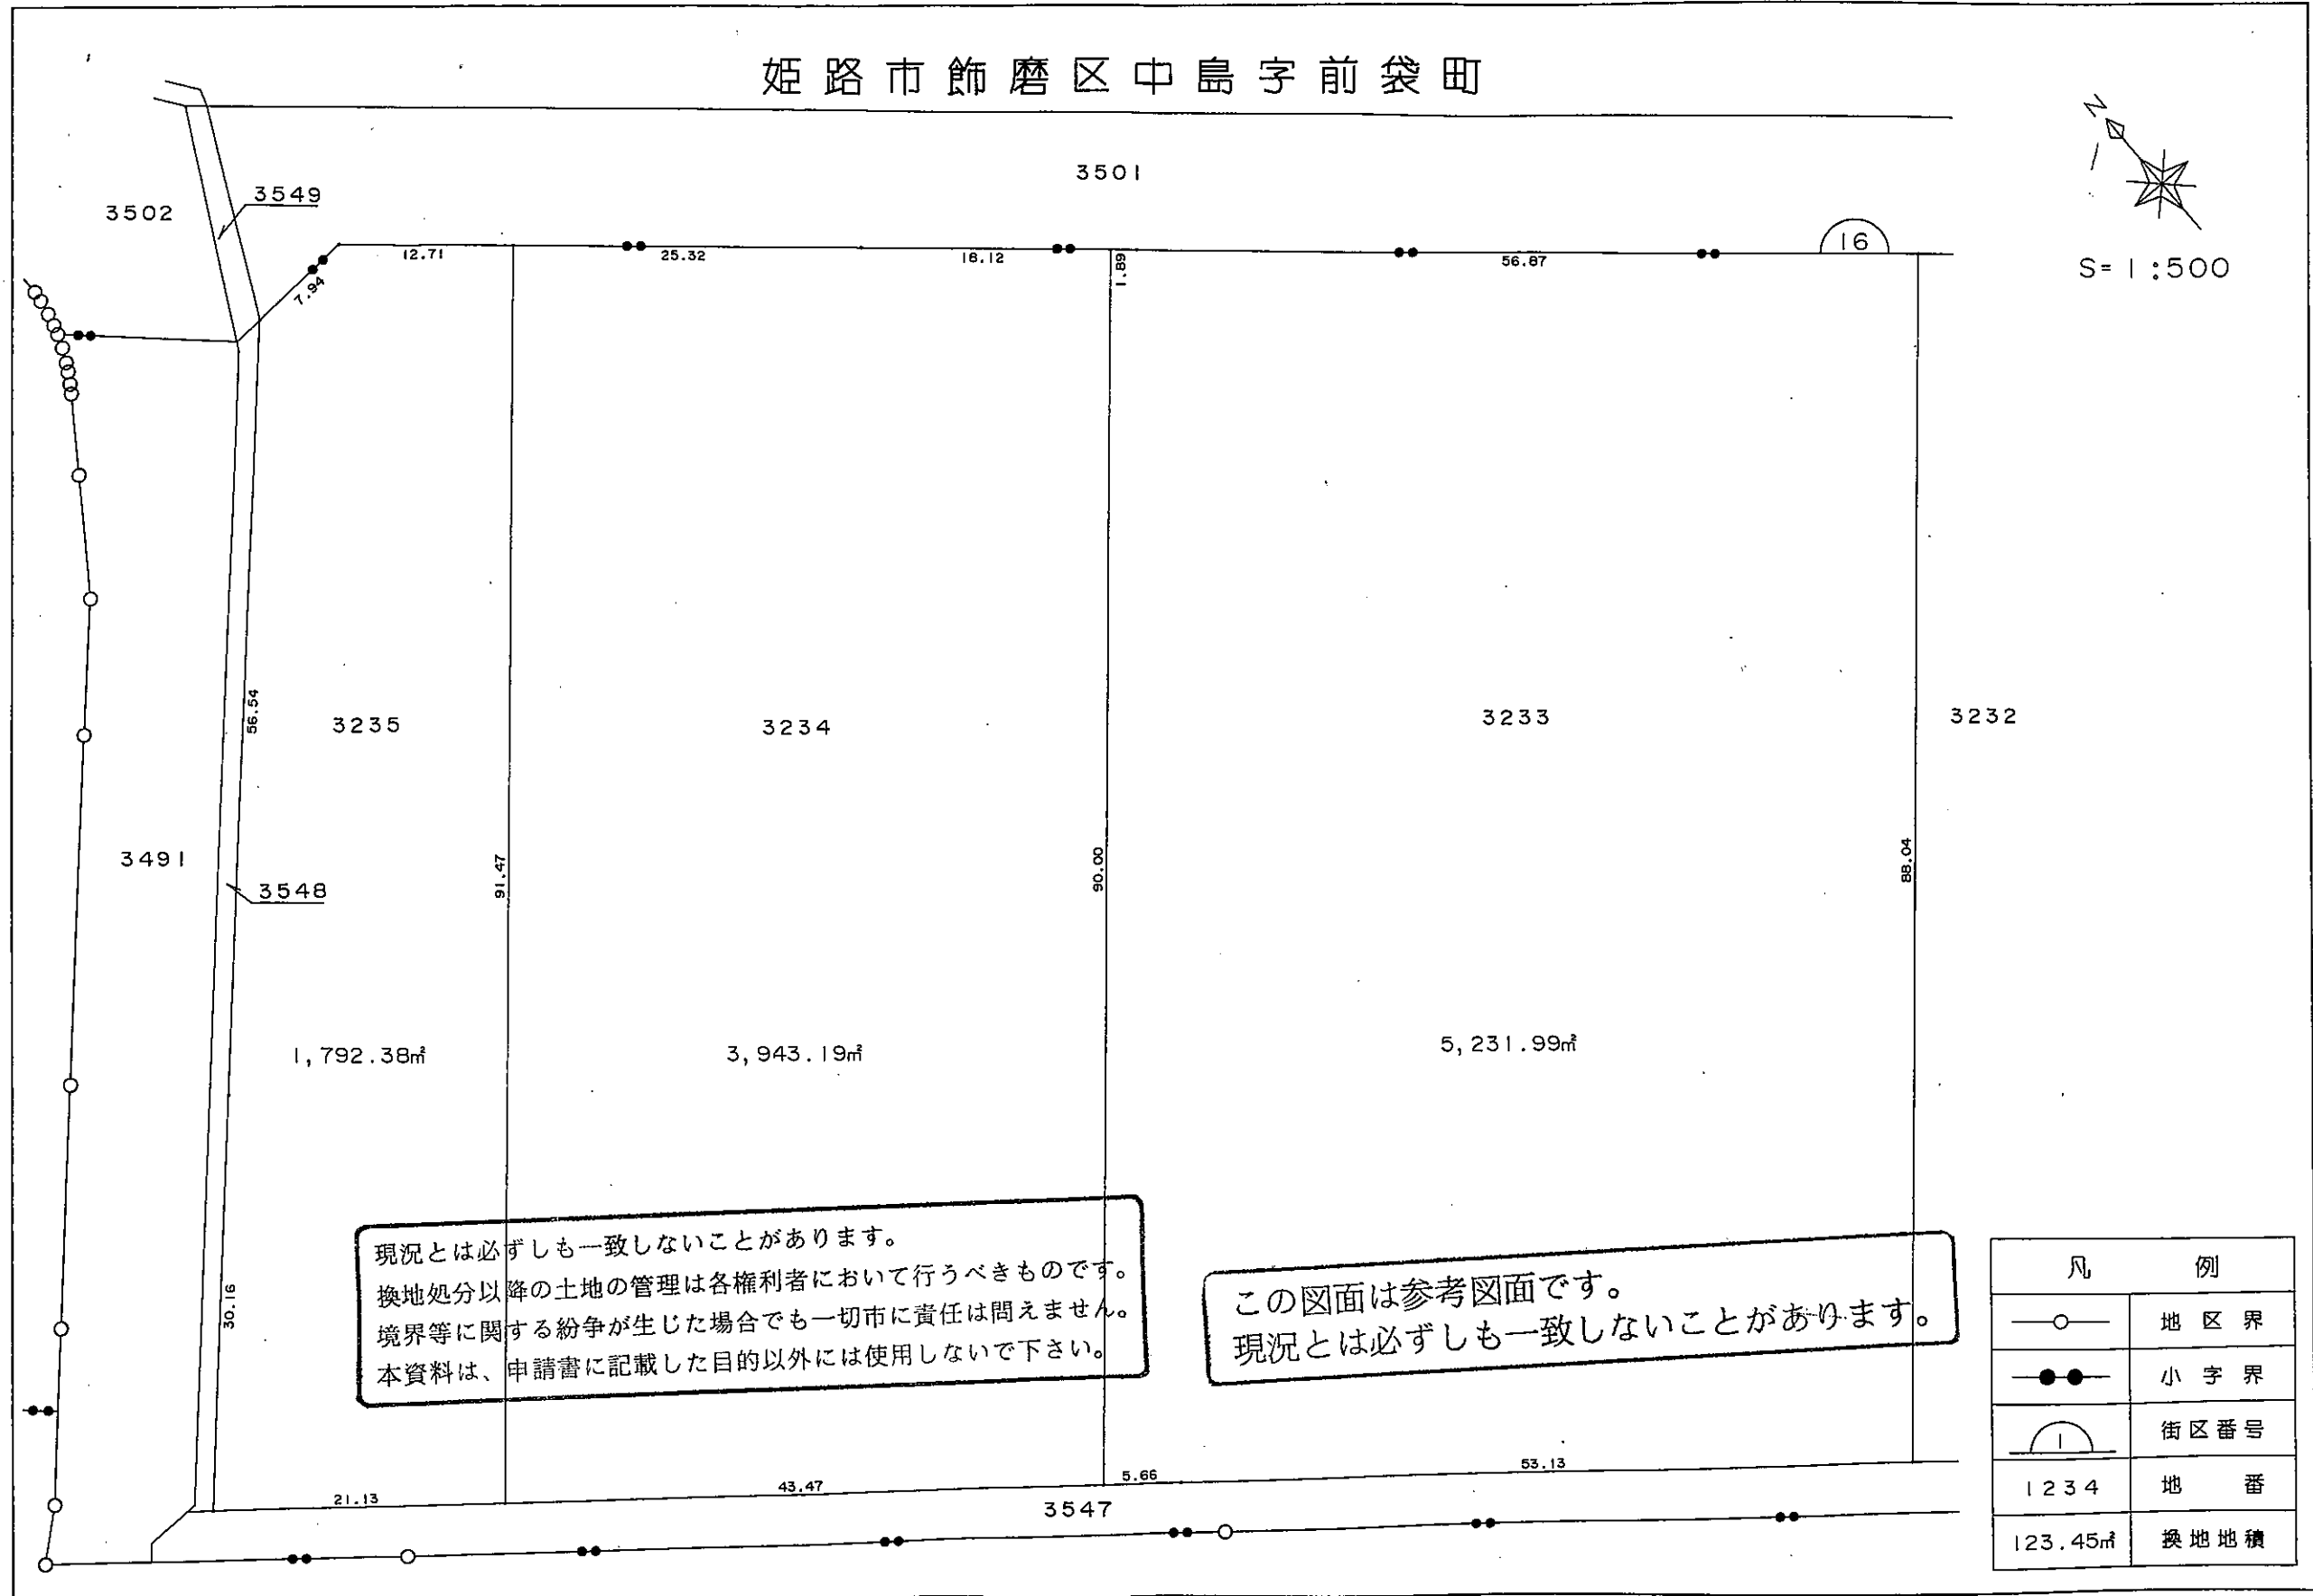 姫路市飾磨区中島字前袋町
N
S=1:500
3501
3502
3549
16
12.71
25.32
18.12
1.89
56.87
7.94
56.54
3235
3234
3233
3232
3491
3548
91.47
90.00
88.04
1,792.38㎡
3,943.19㎡
5,231.99㎡
30.16
現況とは必ずしも一致しないことがあります。
換地処分以降の土地の管理は各権利者において行うべきものです。
境界等に関する紛争が生じた場合でも一切市に責任は問えません。
本資料は、申請書に記載した目的以外には使用しないで下さい。
この図面は参考図面です。
現況とは必ずしも一致しないことがあります。
21.13
43.47
5.66
53.13
3547
凡 例
地区界
小字界
1 街区番号
1234 地番
123.45㎡ 換地地積